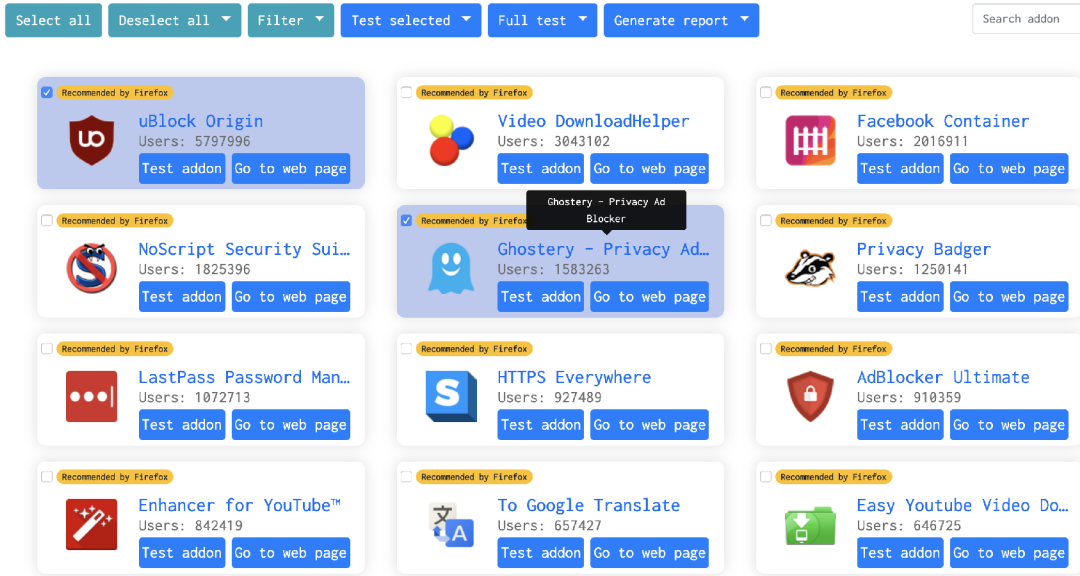 Select all
Deselect all
Filter
Test selected
Full test
Generate report
Search addon
Recommended by Firefox
uBlock Origin
Users: 5797996
Test addon
Go to web page
Recommended by Firefox
Video DownloadHelper
Users: 3043102
Test addon
Go to web page
Recommended by Firefox
Facebook Container
Users: 2016911
Test addon
Go to web page
Recommended by Firefox
NoScript Security Sui...
Users: 1825396
Test addon
Go to web page
Ghostery - Privacy Ad
Blocker
Recommended by Firefox
Ghostery - Privacy Ad...
Users: 1583263
Test addon
Go to web page
Recommended by Firefox
Privacy Badger
Users: 1250141
Test addon
Go to web page
Recommended by Firefox
LastPass Password Man...
Users: 1072713
Test addon
Go to web page
Recommended by Firefox
S
HTTPS Everywhere
Users: 927489
Test addon
Go to web page
Recommended by Firefox
AdBlocker Ultimate
Users: 910359
Test addon
Go to web page
Recommended by Firefox
Enhancer for YouTube™
Users: 842419
Test addon
Go to web page
Recommended by Firefox
文
A
To Google Translate
Users: 657427
Test addon
Go to web page
Recommended by Firefox
Easy Youtube Video Do...
Users: 646725
Test addon
Go to web page